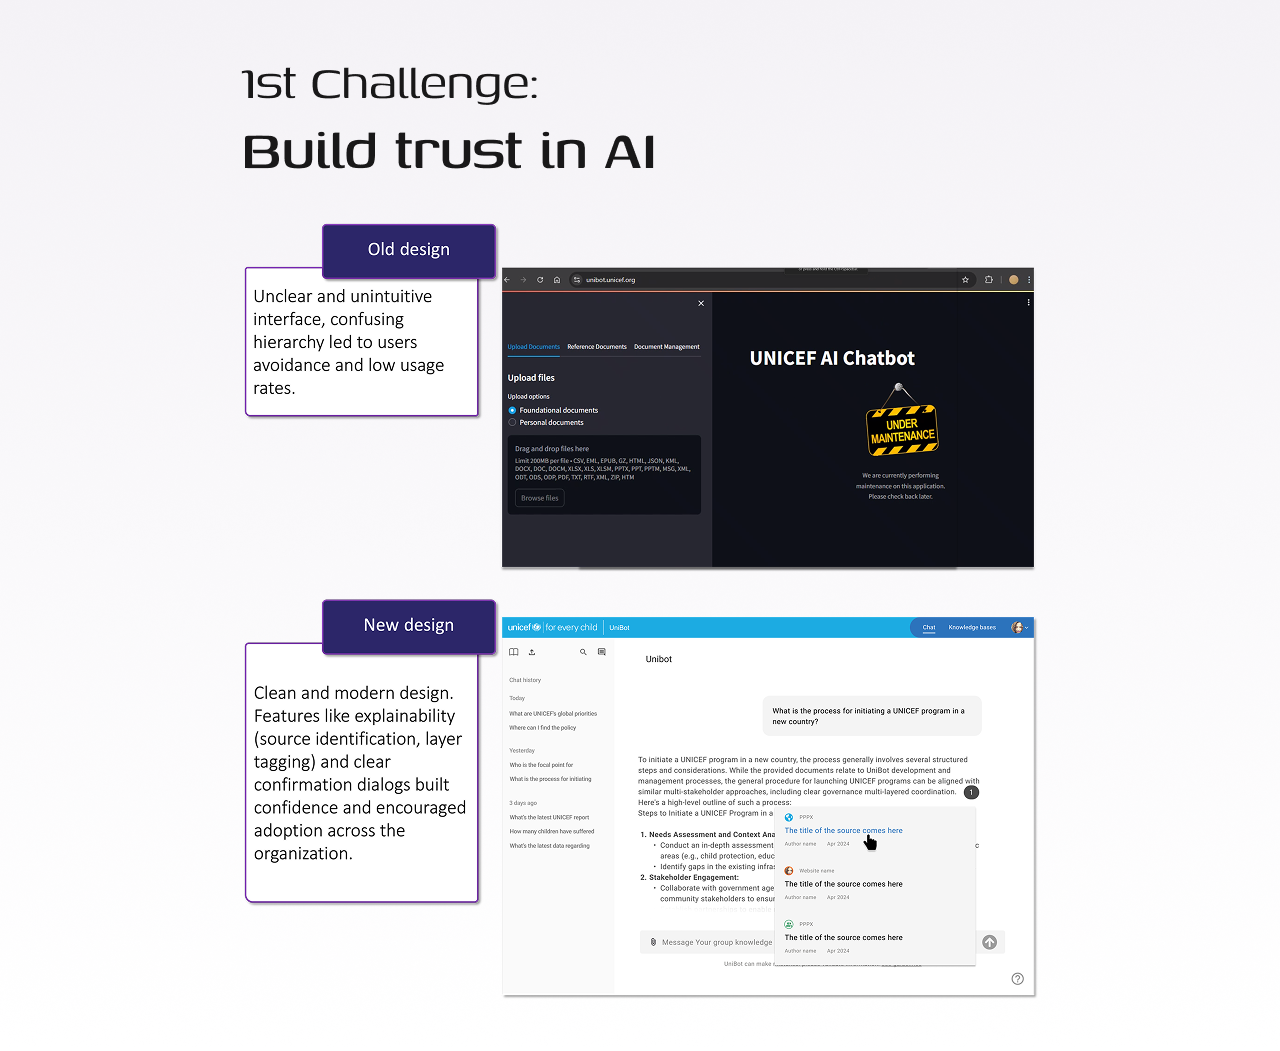 1st Challenge:
Build trust in AI
Old design
Unclear and unintuitive
interface, confusing
hierarchy led to users
avoidance and low usage
rates.
unibot.unicef.org
Upload Documents
Reference Documents
Document Management
Upload files
Upload options
Foundational documents
Personal documents
Drag and drop files here
Limit 200MB per file • CSV, EML, EPUB, GZ, HTML, JSON, KML,
DOCX, DOC, DOCM, XLSX, XLS, XLSM, PPTX, PPT, PPTM, MSG, XML,
ODT, ODS, ODP, PDF, TXT, RTF, XML, ZIP, HTM
Browse files
UNICEF AI Chatbot
UNDER
MAINTENANCE
We are currently performing
maintenance on this application.
Please check back later.
New design
Clean and modern design.
Features like explainability
(source identification, layer
tagging) and clear
confirmation dialogs built
confidence and encouraged
adoption across the
organization.
unicef for every child UniBot
Chat
Knowledge bases
Chat history
Today
What are UNICEF's global priorities
Where can I find the policy
Yesterday
Who is the focal point for
What is the process for initiating
3 days ago
What's the latest UNICEF report
How many children have suffered
What's the latest data regarding
Unibot
What is the process for initiating a UNICEF program in a
new country?
To initiate a UNICEF program in a new country, the process generally involves several structured
steps and considerations. While the provided documents relate to UniBot development and
management processes, the general procedure for launching UNICEF programs can be aligned with
similar multi-stakeholder approaches, including clear governance multi-layered coordination. 1
Here's a high-level outline of such a process:
Steps to Initiate a UNICEF Program in a
1. Needs Assessment and Context Ana
• Conduct an in-depth assessment
areas (e.g., child protection, educ
• Identify gaps in the existing infras
2. Stakeholder Engagement:
• Collaborate with government age
community stakeholders to ensur
PPPX
The title of the source comes here
Author name Apr 2024
Website name
The title of the source comes here
Author name Apr 2024
PPPX
The title of the source comes here
Author name Apr 2024
Message Your group knowledge
UniBot can make
?